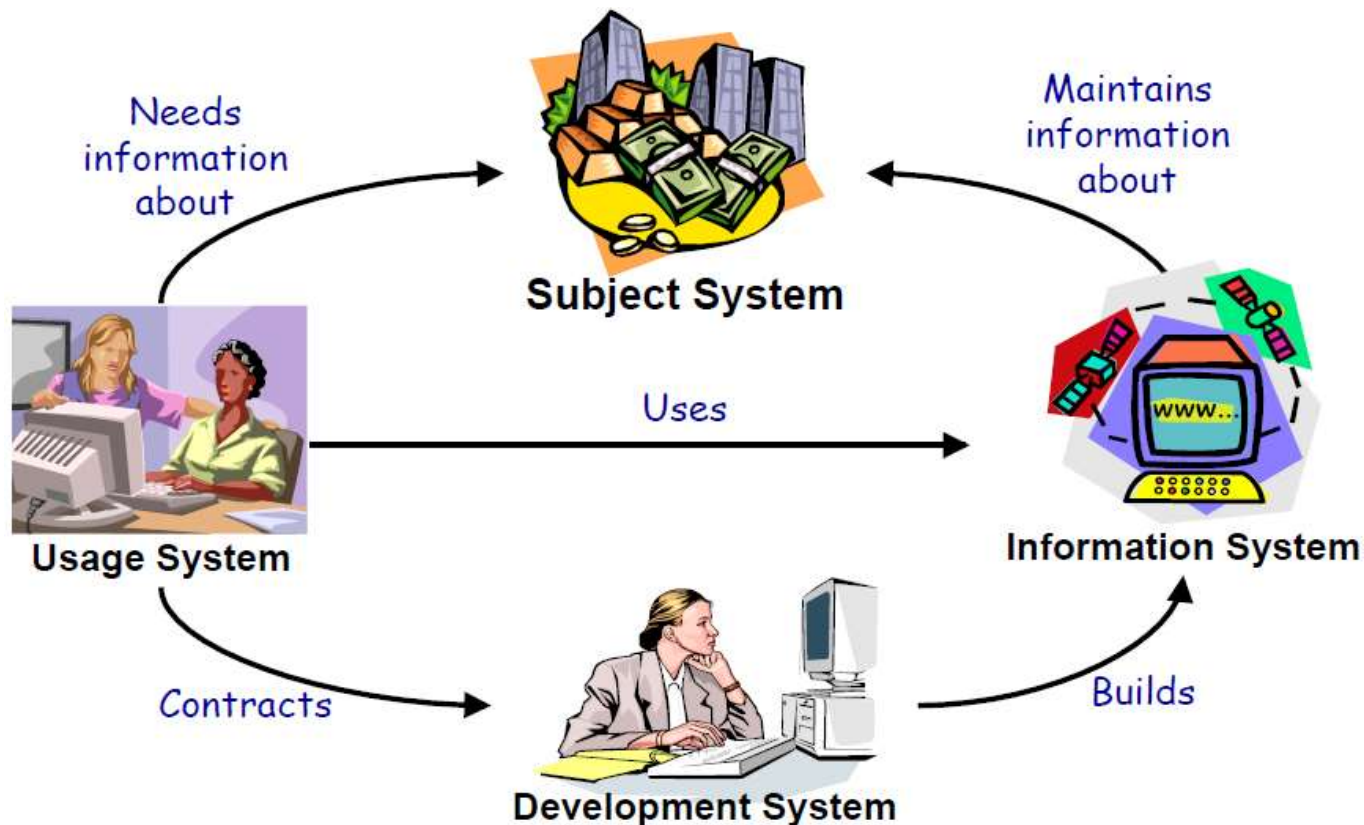 Needs
information
about
Maintains
information
about
Subject System
Uses
www...
Usage System
Information System
Contracts
Builds
Development System